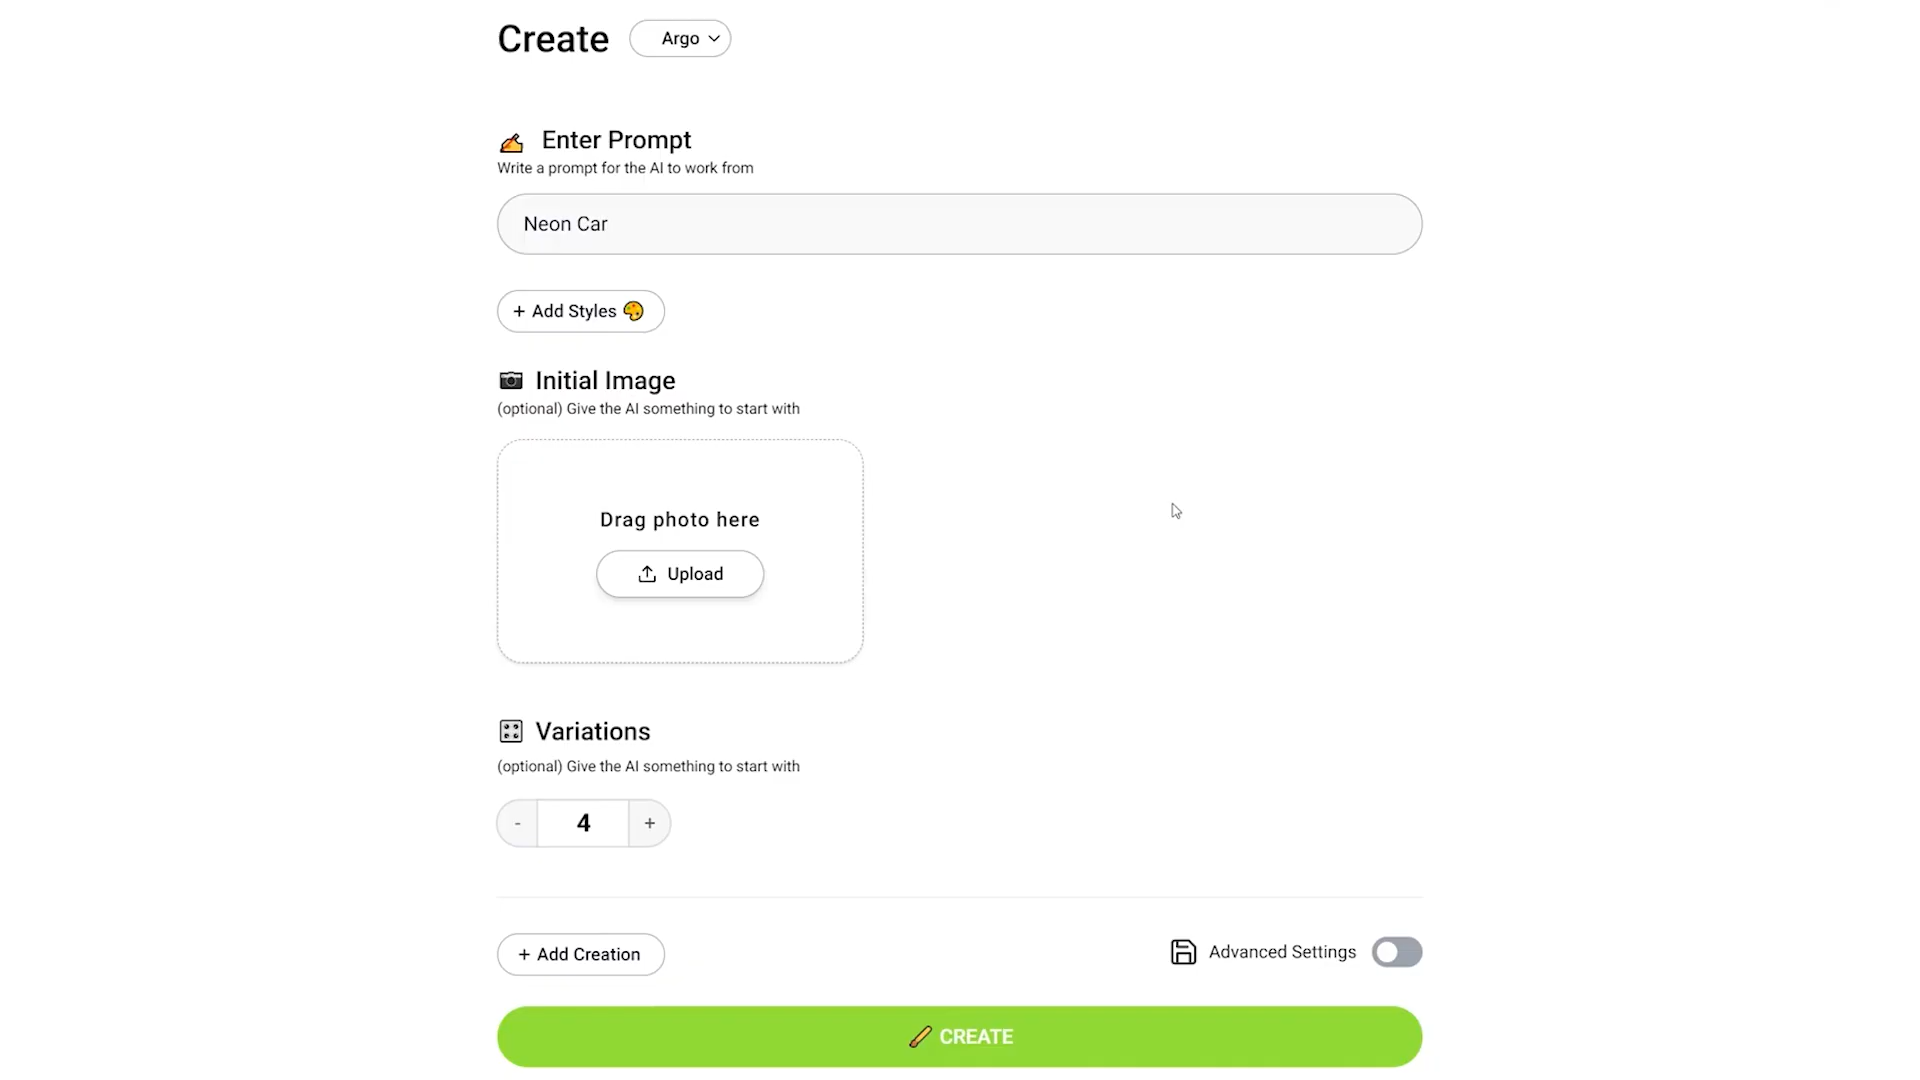 Create
Argo
Enter Prompt
Write a prompt for the AI to work from
Neon Car
+ Add Styles
Initial Image
(optional) Give the AI something to start with
Drag photo here
Upload
Variations
(optional) Give the AI something to start with
- 4 +
+ Add Creation
Advanced Settings
CREATE